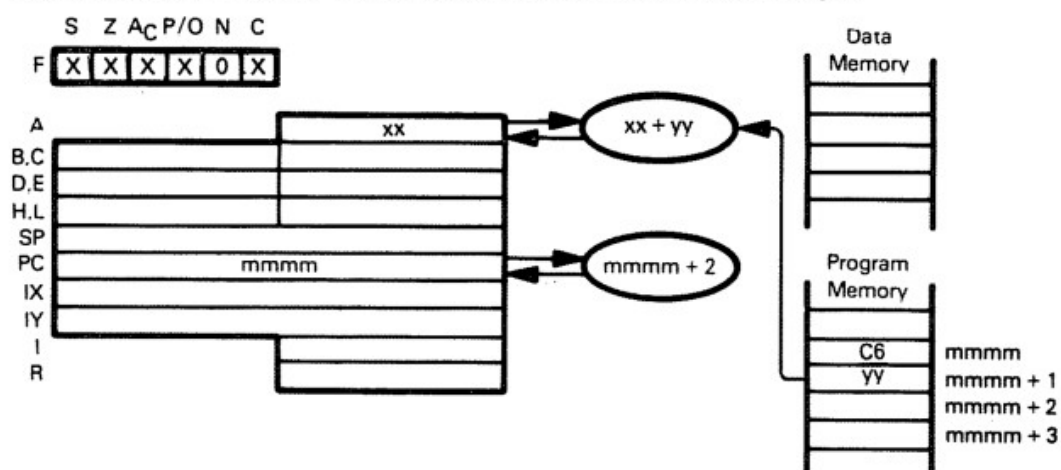 S Z AC P/O N C
F X X X X 0 X
A xx
B,C
D,E
H,L
SP
PC mmmm
IX
IY
I
R
xx + yy
mmmm + 2
Data
Memory
Program
Memory
C6 mmmm
yy mmmm + 1
mmmm + 2
mmmm + 3